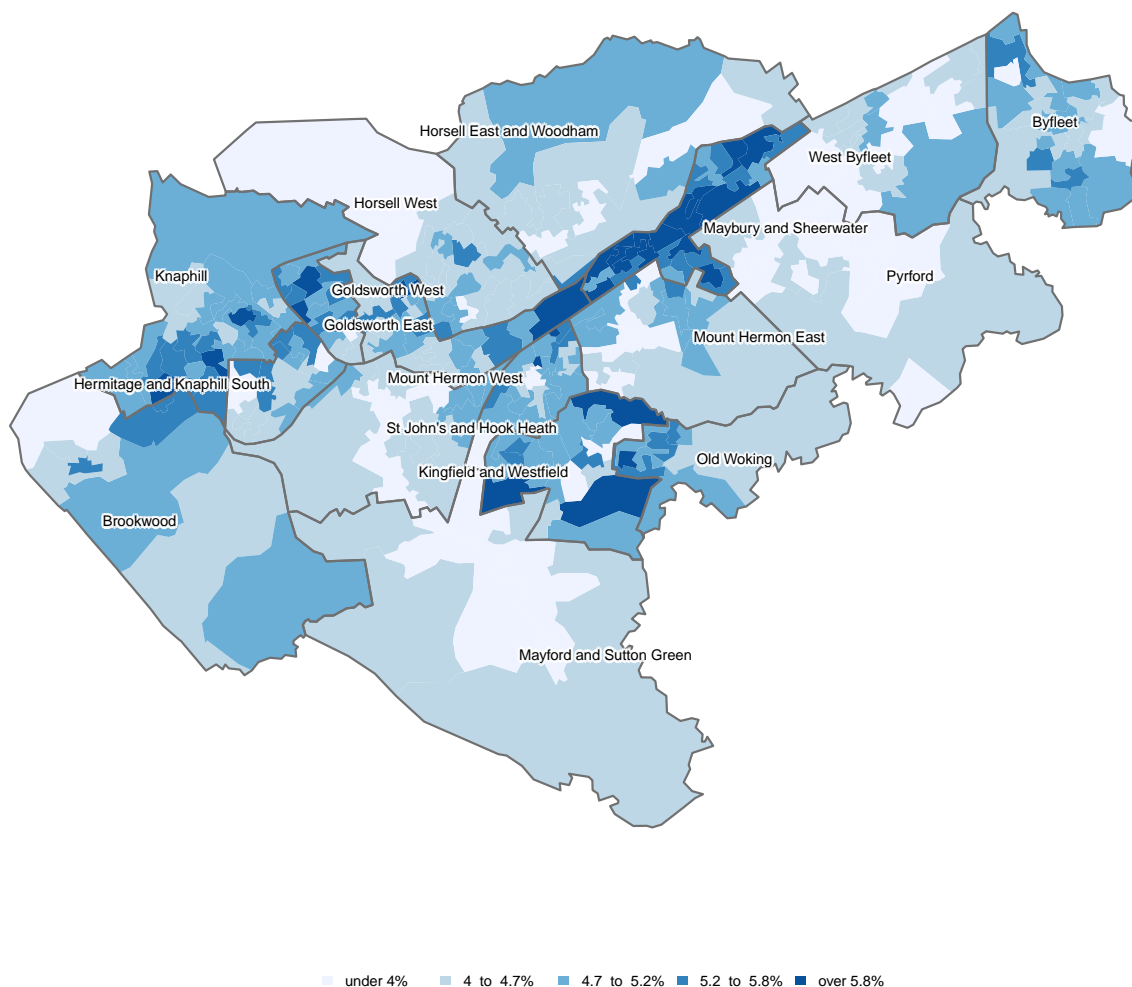 Byfleet
Horsell East and Woodham
West Byfleet
Horsell West
Maybury and Sheerwater
Knaphill
Pyrford
Goldsworth West
Goldsworth East
Mount Hermon East
Mount Hermon West
Hermitage and Knaphill South
St John's and Hook Heath
Old Woking
Kingfield and Westfield
Brookwood
Mayford and Sutton Green
under 4% 4 to 4.7% 4.7 to 5.2% 5.2 to 5.8% over 5.8%